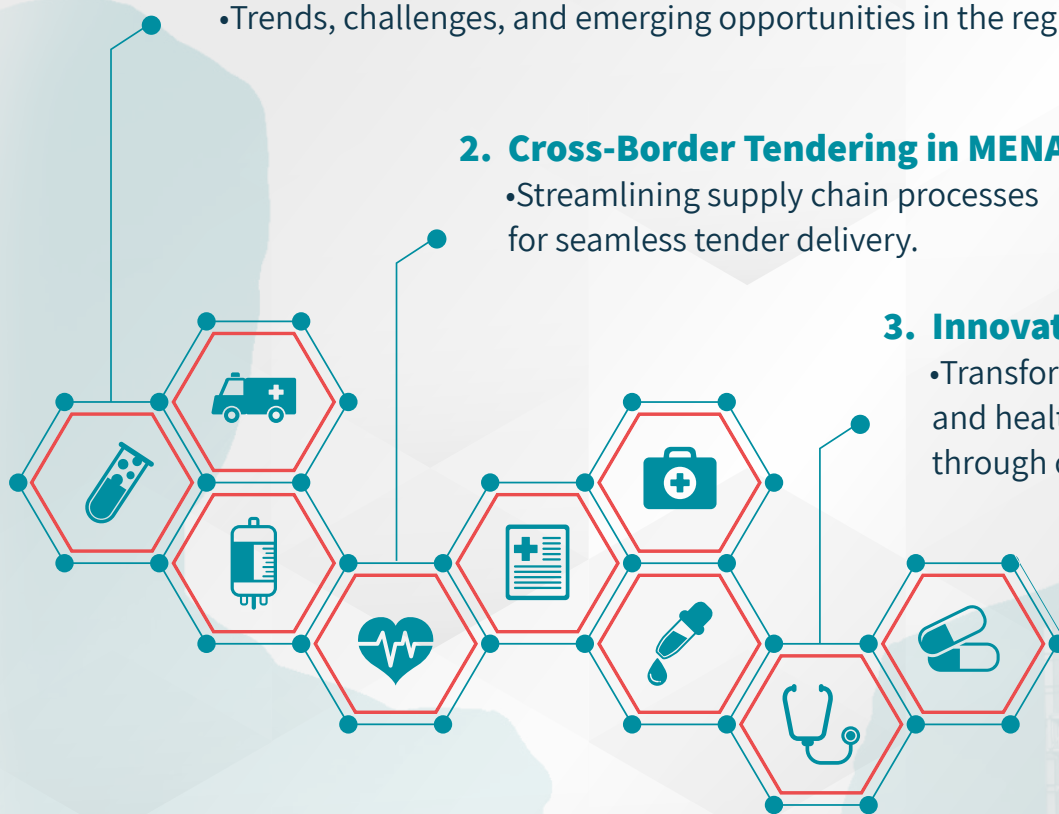 •Trends, challenges, and emerging opportunities in the reg
2. Cross-Border Tendering in MENA
•Streamlining supply chain processes
for seamless tender delivery.
3. Innovat
•Transfor
and healt
through